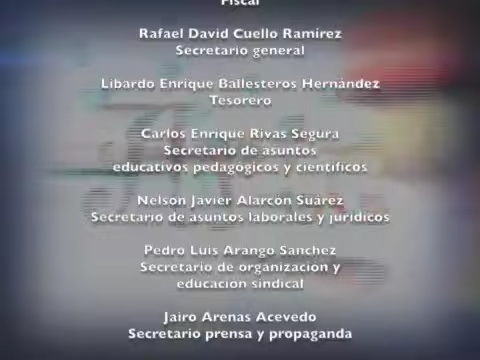 Fiscal
Rafael David Cuello Ramírez
Secretario general
Libardo Enrique Ballesteros Hernández
Tesorero
Carlos Enrique Rivas Segura
Secretario de asuntos
educativos pedagógicos y científicos
Nelson Javier Alarcón Suárez
Secretario de asuntos laborales y jurídicos
Pedro Luis Arango Sánchez
Secretario de organización y
educación sindical
Jairo Arenas Acevedo
Secretario prensa y propaganda